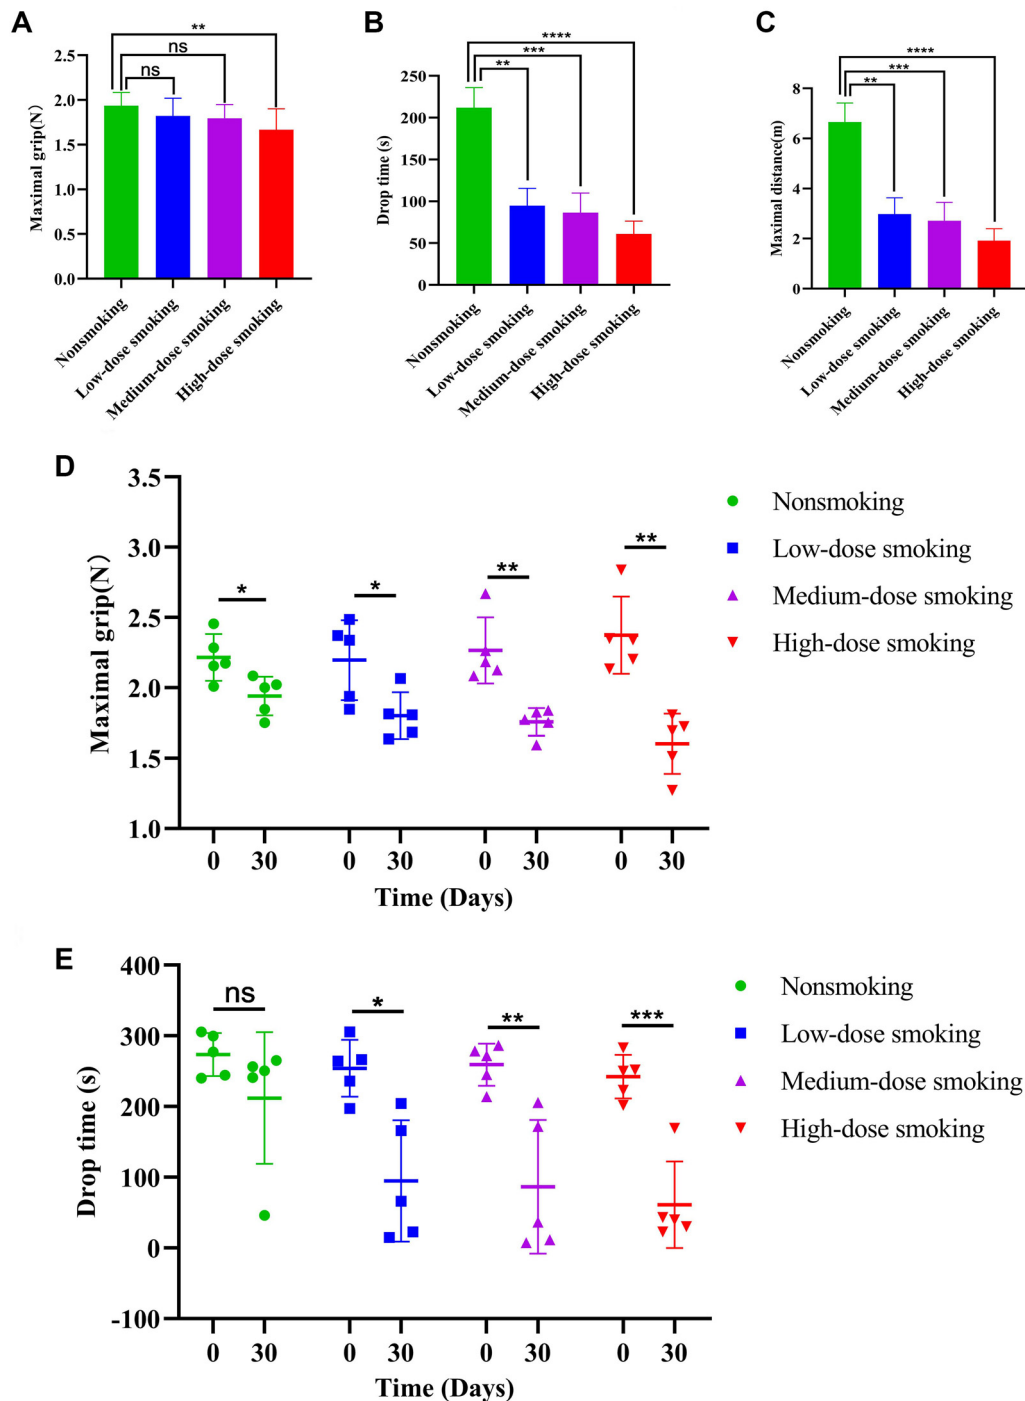 A
**
ns
ns
Maximal grip(N)
2.5
2.0
1.5
1.0
0.5
0.0
Nonsmoking
Low-dose smoking
Medium-dose smoking
High-dose smoking
B
****
***
**
Drop time (s)
250
200
150
100
50
0
Nonsmoking
Low-dose smoking
Medium-dose smoking
High-dose smoking
C
****
***
**
Maximal distance(m)
8
6
4
2
0
Nonsmoking
Low-dose smoking
Medium-dose smoking
High-dose smoking
D
Maximal grip(N)
3.5
3.0
2.5
2.0
1.5
1.0
*
*
**
**
0 30 0 30 0 30 0 30
Time (Days)
Nonsmoking
Low-dose smoking
Medium-dose smoking
High-dose smoking
E
Drop time (s)
400
300
200
100
0
-100
ns
*
**
***
0 30 0 30 0 30 0 30
Time (Days)
Nonsmoking
Low-dose smoking
Medium-dose smoking
High-dose smoking